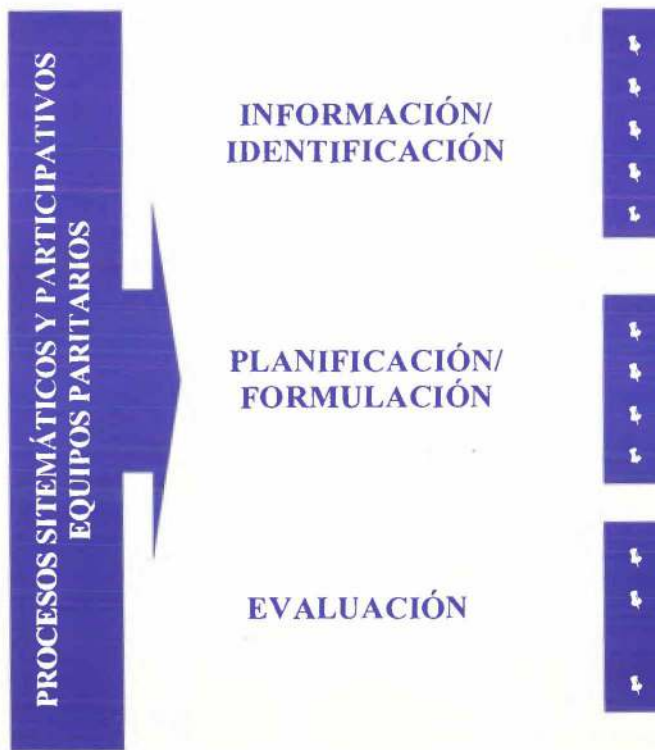 PROCESOS SITEMÁTICOS Y PARTICIPATIVOS
EQUIPOS PARITARIOS
INFORMACIÓN/
IDENTIFICACIÓN
PLANIFICACIÓN/
FORMULACIÓN
EVALUACIÓN